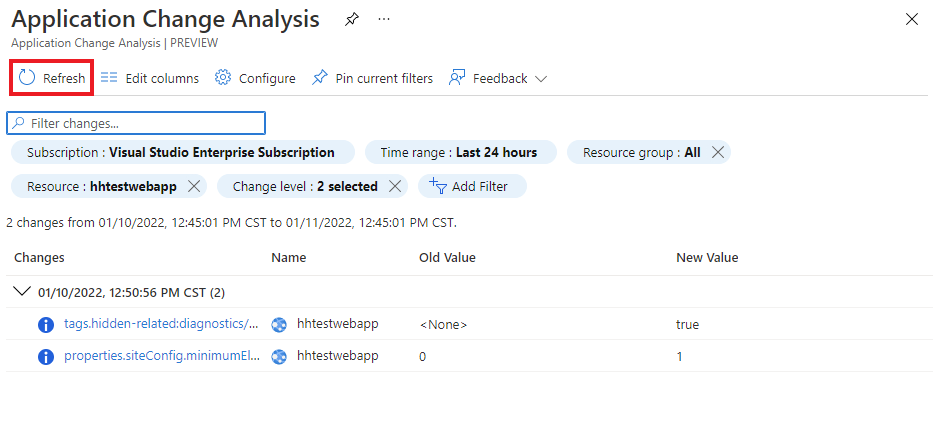 Application Change Analysis
Application Change Analysis | PREVIEW
Refresh Edit columns Configure Pin current filters Feedback
Filter changes...
Subscription : Visual Studio Enterprise Subscription Time range : Last 24 hours Resource group : All
Resource : hhtestwebapp Change level : 2 selected Add Filter
2 changes from 01/10/2022, 12:45:01 PM CST to 01/11/2022, 12:45:01 PM CST.
Changes Name Old Value New Value
01/10/2022, 12:50:56 PM CST (2)
tags.hidden-related:diagnostics/... hhtestwebapp <None> true
properties.siteConfig.minimumEl... hhtestwebapp 0 1